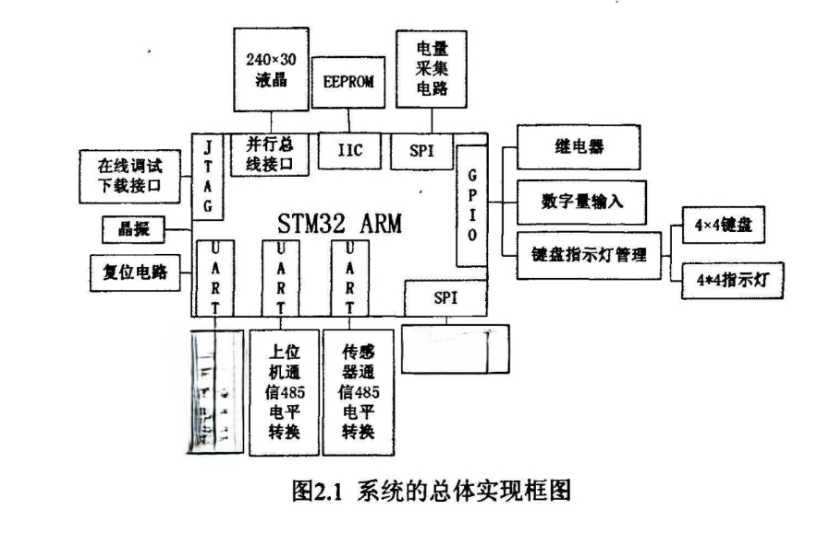 240×30
液晶
EEPROM
电量
采集
电路
在线调试
下载接口
JTAG
并行总
线接口
IIC
SPI
GPIO
继电器
数字量输入
键盘指示灯管理
4×4键盘
4*4指示灯
晶振
复位电路
STM32 ARM
UART
UART
UART
SPI
上位
机通
信485
电平
转换
传感
器通
信485
电平
转换
图2.1 系统的总体实现框图